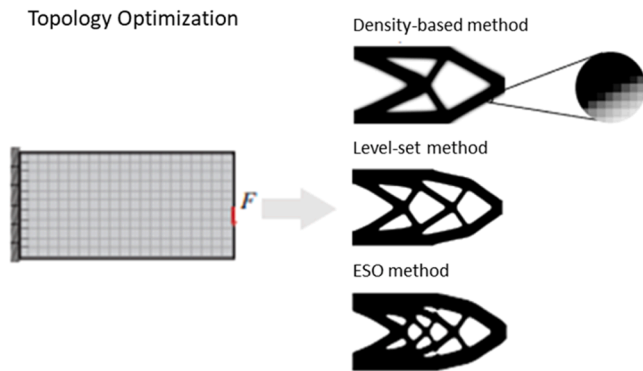 Topology Optimization
Density-based method
Level-set method
F
ESO method